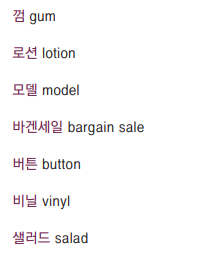 껌 gum
로션 lotion
모델 model
바겐세일 bargain sale
버튼 button
비닐 vinyl
샐러드 salad